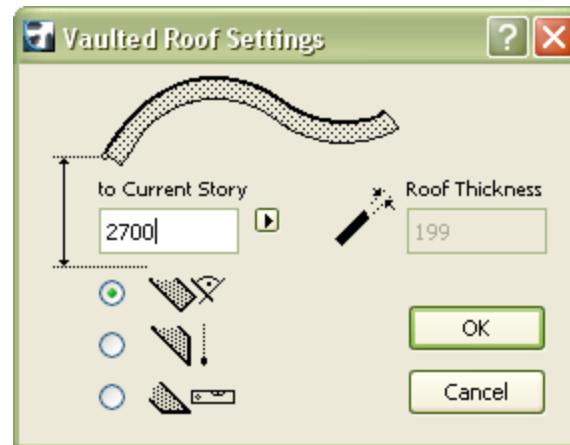 Vaulted Roof Settings
to Current Story
Roof Thickness
2700
199
OK
Cancel